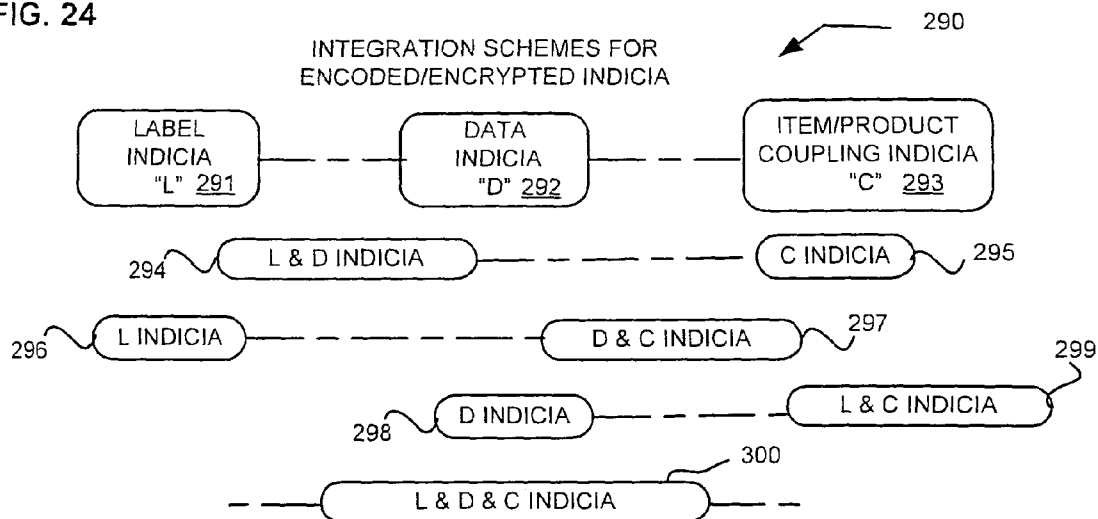 FIG. 24
290
INTEGRATION SCHEMES FOR
ENCODED/ENCRYPTED INDICIA
LABEL
INDICIA
"L" 291
DATA
INDICIA
"D" 292
ITEM/PRODUCT
COUPLING INDICIA
"C" 293
294
L & D INDICIA
C INDICIA
295
296
L INDICIA
D & C INDICIA
297
298
D INDICIA
L & C INDICIA
299
300
L & D & C INDICIA